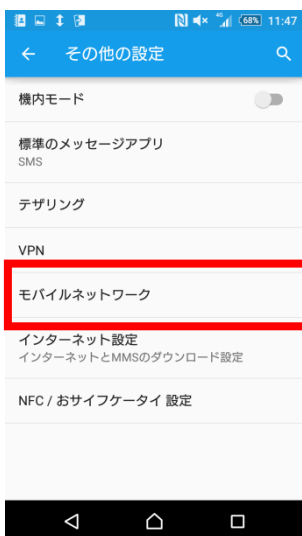 68% 11:47
その他の設定
機内モード
標準のメッセージアプリ
SMS
テザリング
VPN
モバイルネットワーク
インターネット設定
インターネットとMMSのダウンロード設定
NFC / おサイフケータイ 設定